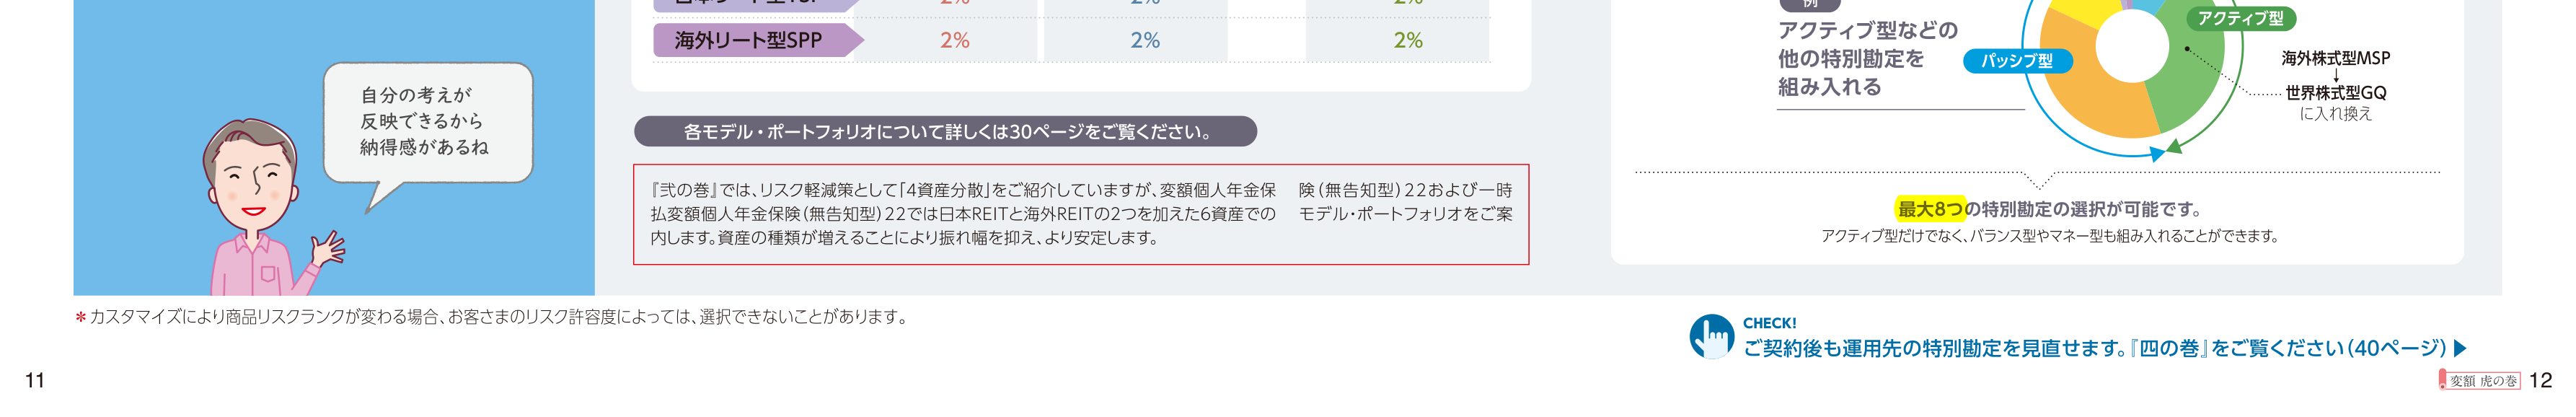 日本リート型TSP
2%
2%
2%
海外リート型SPP
2%
2%
2%
自分の考えが
反映できるから
納得感があるね
各モデル・ポートフォリオについて詳しくは30ページをご覧ください。
『弐の巻』では、リスク軽減策として「4資産分散」をご紹介していますが、変額個人年金保 険(無告知型)22および一時
払変額個人年金保険(無告知型)22では日本REITと海外REITの2つを加えた6資産での モデル・ポートフォリオをご案
内します。資産の種類が増えることにより振れ幅を抑え、より安定します。
例
アクティブ型などの
他の特別勘定を
組み入れる
パッシブ型
アクティブ型
海外株式型MSP
↓
世界株式型GQ
に入れ換え
最大8つの特別勘定の選択が可能です。
アクティブ型だけでなく、バランス型やマネー型も組み入れることができます。
*カスタマイズにより商品リスクランクが変わる場合、お客さまのリスク許容度によっては、選択できないことがあります。
CHECK!
ご契約後も運用先の特別勘定を見直せます。『四の巻』をご覧ください(40ページ)▶
11
変額 虎の巻 12